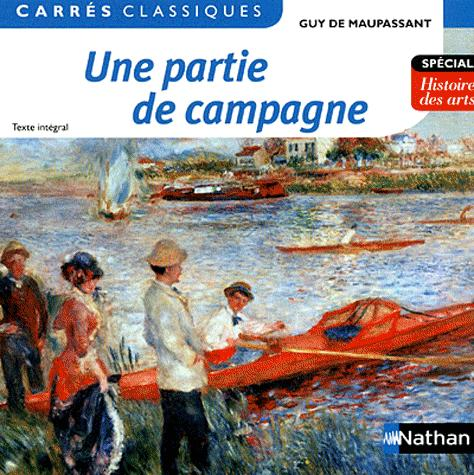 CARRÉS CLASSIQUES
GUY DE MAUPASSANT
Une partie
de campagne
SPÉCIAL
Histoire
des arts
Texte intégral
Nathan